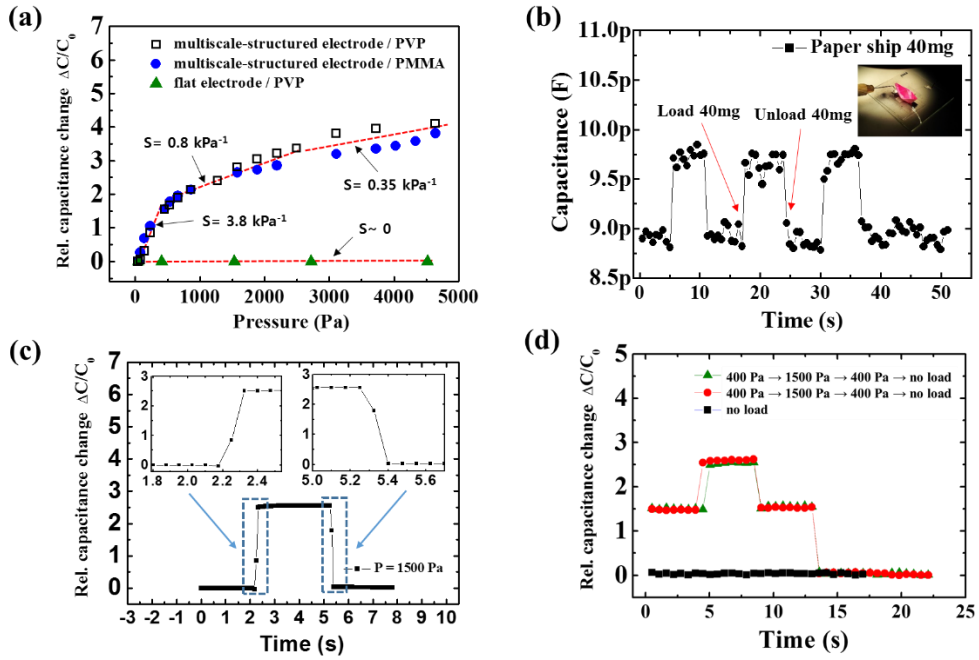 (a)
Rel. capacitance change ΔC/C₀
7
6
5
4
3
2
1
0
multiscale-structured electrode / PVP
multiscale-structured electrode / PMMA
flat electrode / PVP
S= 0.8 kPa⁻¹
S= 0.35 kPa⁻¹
S= 3.8 kPa⁻¹
S~ 0
0 1000 2000 3000 4000 5000
Pressure (Pa)
(b)
Capacitance (F)
11.0p
10.5p
10.0p
9.5p
9.0p
8.5p
Paper ship 40mg
Load 40mg
Unload 40mg
0 10 20 30 40 50
Time (s)
(c)
Rel. capacitance change ΔC/C₀
7
6
5
4
3
2
1
0
3
2
1
0
1.8 2.0 2.2 2.4
3
2
1
0
5.0 5.2 5.4 5.6
P = 1500 Pa
-3 -2 -1 0 1 2 3 4 5 6 7 8 9 10
Time (s)
(d)
Rel. capacitance change ΔC/C₀
5
4
3
2
1
0
400 Pa → 1500 Pa → 400 Pa → no load
400 Pa → 1500 Pa → 400 Pa → no load
no load
0 5 10 15 20 25
Time (s)